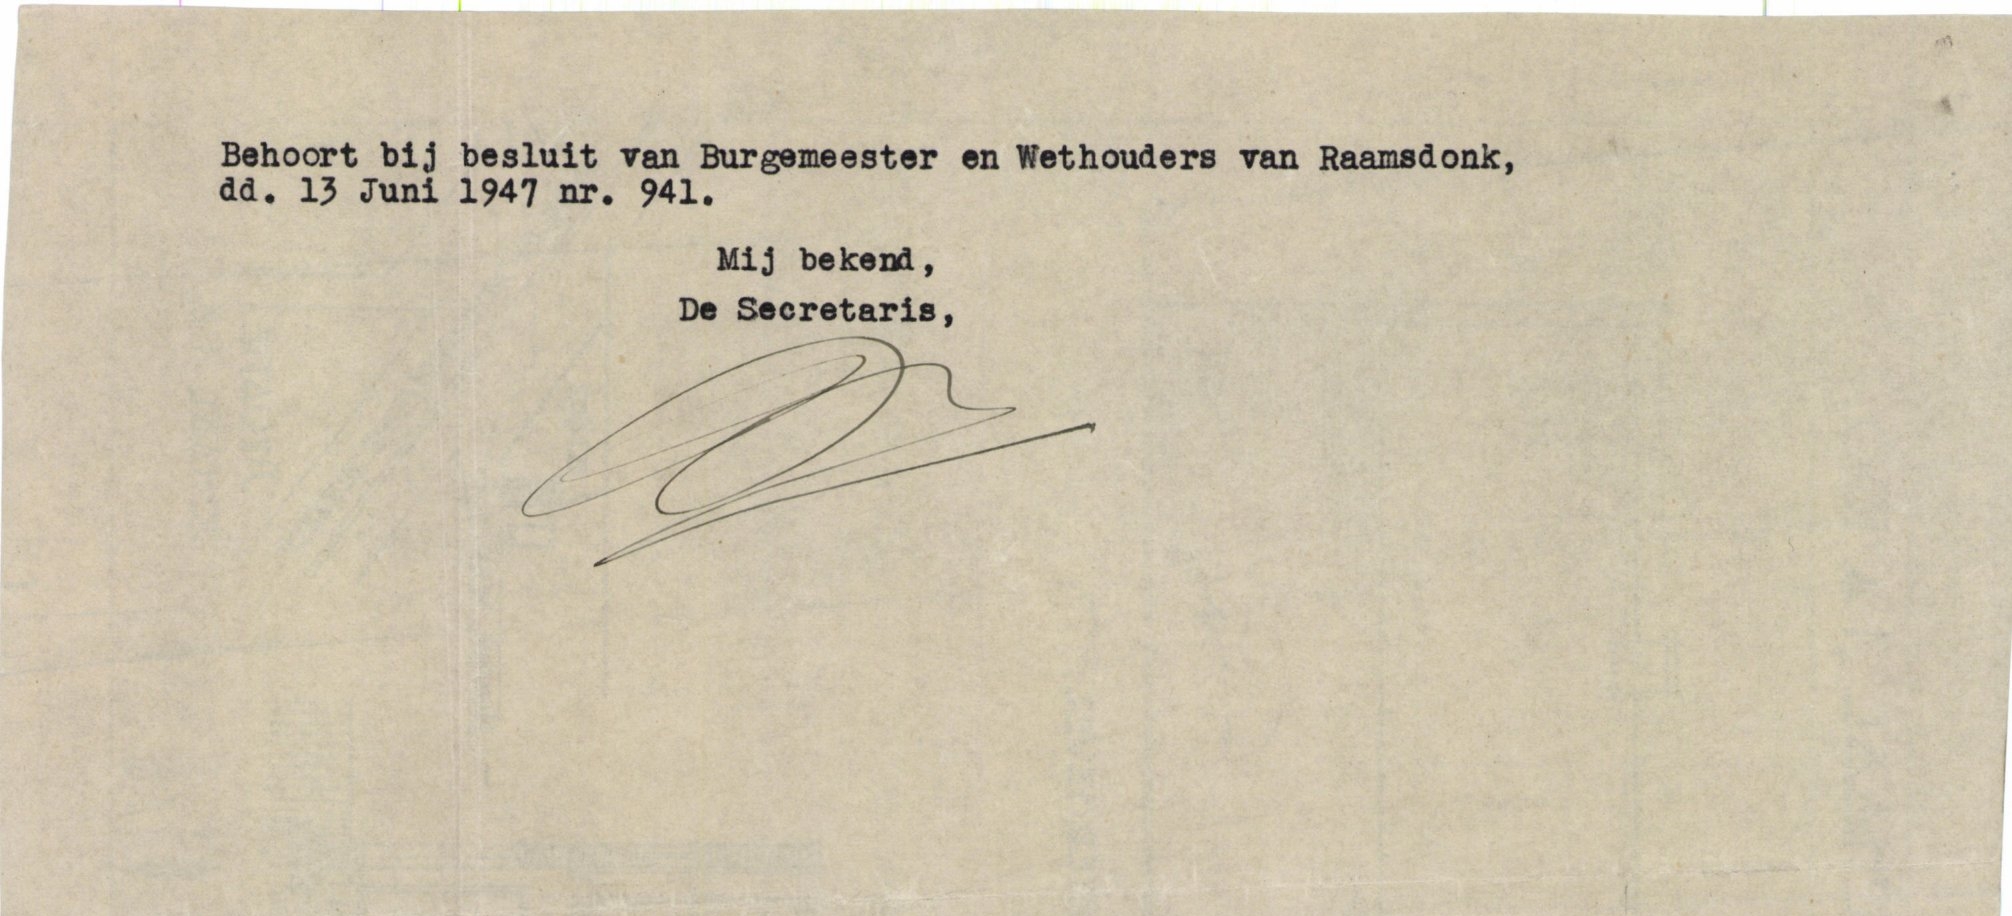 Behoort bij besluit van Burgemeester en Wethouders van Raamsdonk,
dd. 13 Juni 1947 nr. 941.
Mij bekend,
De Secretaris,